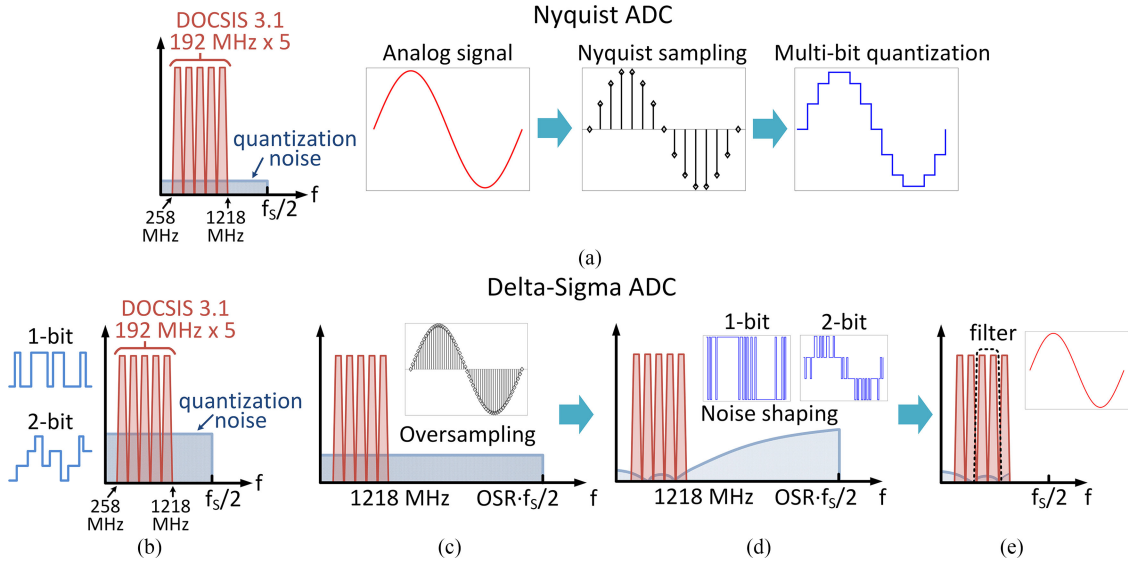 Nyquist ADC
DOCSIS 3.1
192 MHz x 5
Analog signal
Nyquist sampling
Multi-bit quantization
quantization
noise
f
258
MHz
1218
MHz
fS/2
(a)
Delta-Sigma ADC
DOCSIS 3.1
192 MHz x 5
1-bit
2-bit
quantization
noise
f
258
MHz
1218
MHz
fS/2
(b)
Oversampling
1218 MHz
OSR·fS/2
f
(c)
1-bit
2-bit
Noise shaping
1218 MHz
OSR·fS/2
f
(d)
filter
fS/2
f
(e)